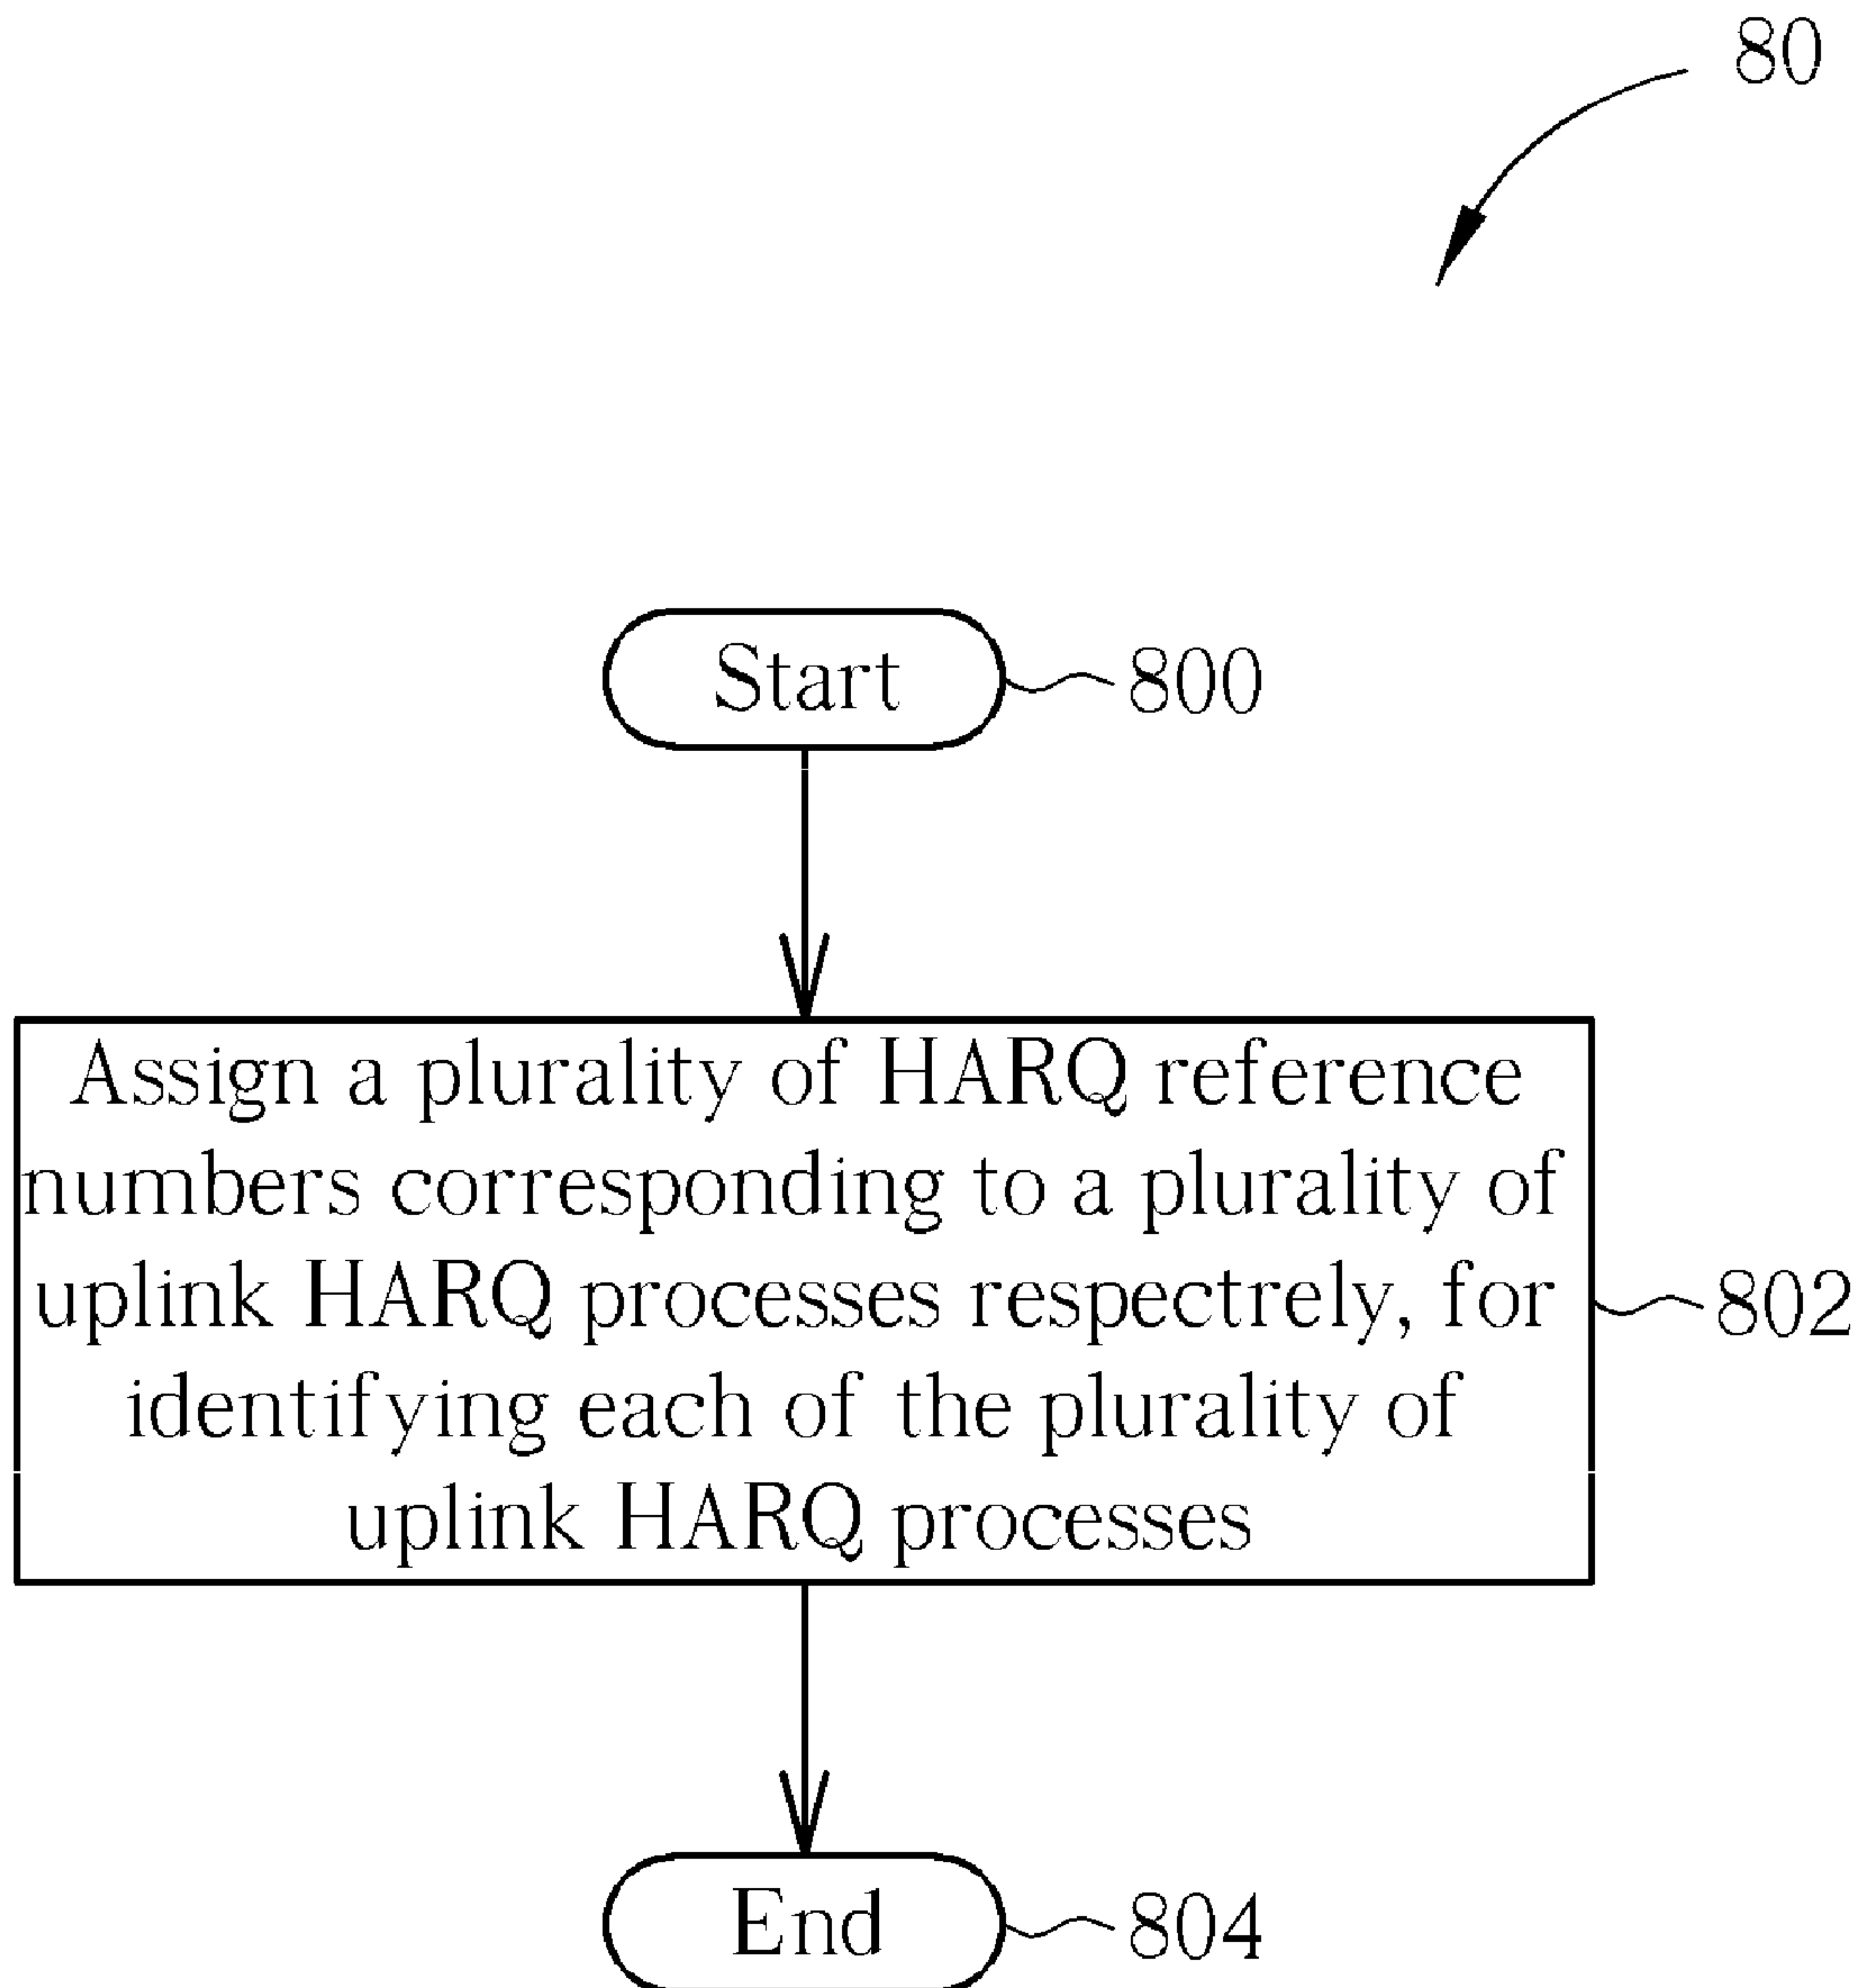 80
Start
800
Assign a plurality of HARQ reference
numbers corresponding to a plurality of
uplink HARQ processes respectrely, for
identifying each of the plurality of
uplink HARQ processes
802
End
804